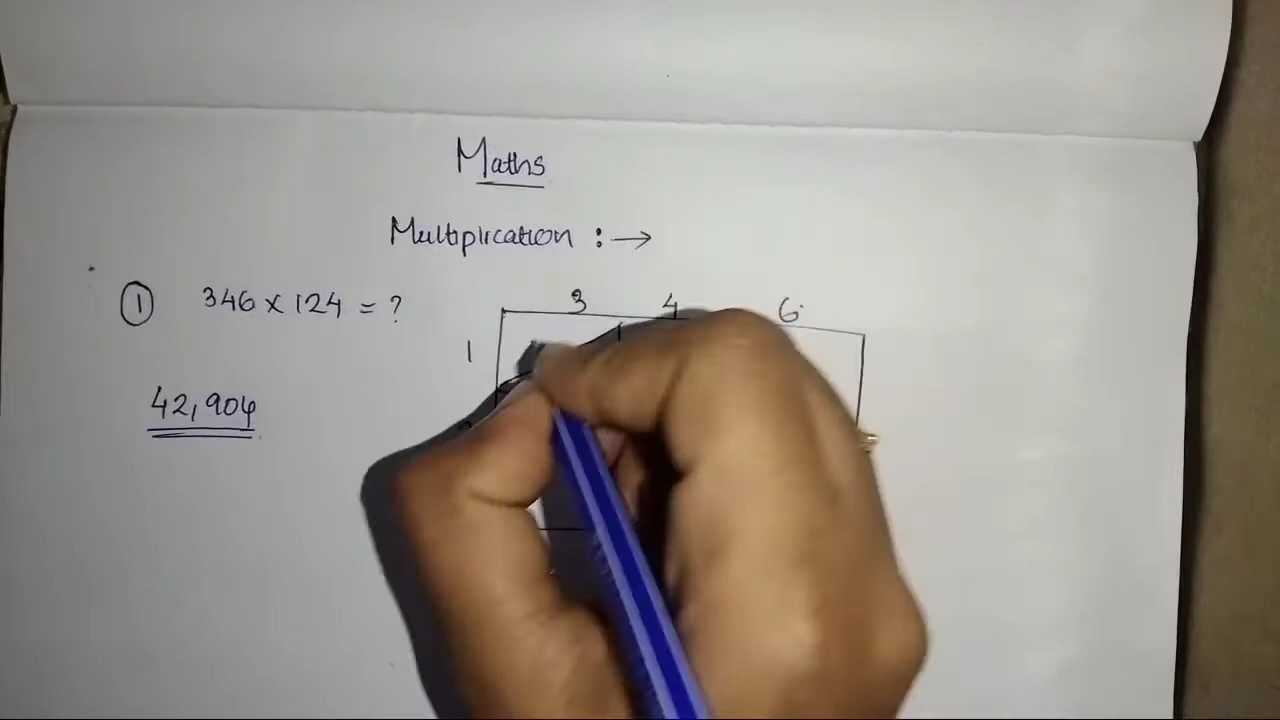 Maths
Multiplication : →
① 346 x 124 = ?
3 4 6
1
42,904